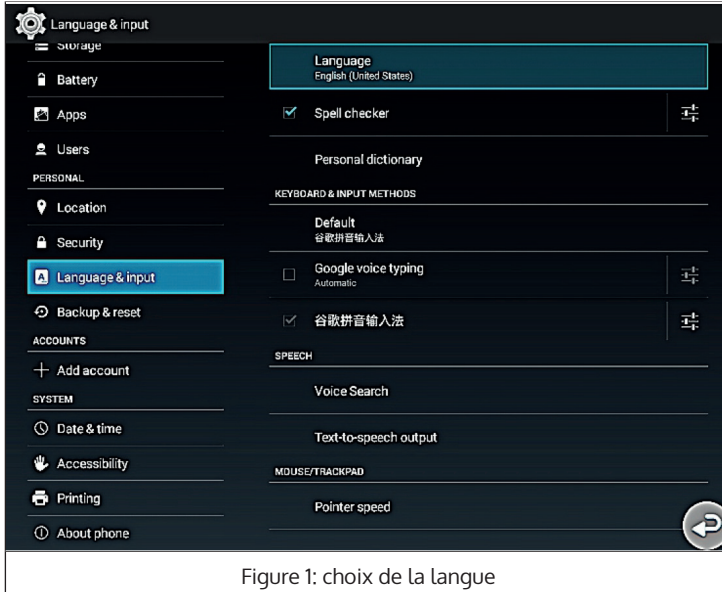 Language & input
Storage
Battery
Apps
Users
PERSONAL
Location
Security
Language & input
Backup & reset
ACCOUNTS
Add account
SYSTEM
Date & time
Accessibility
Printing
About phone
Language
English (United States)
Spell checker
Personal dictionary
KEYBOARD & INPUT METHODS
Default
谷歌拼音输入法
Google voice typing
Automatic
谷歌拼音输入法
SPEECH
Voice Search
Text-to-speech output
MOUSE/TRACKPAD
Pointer speed
Figure 1: choix de la langue